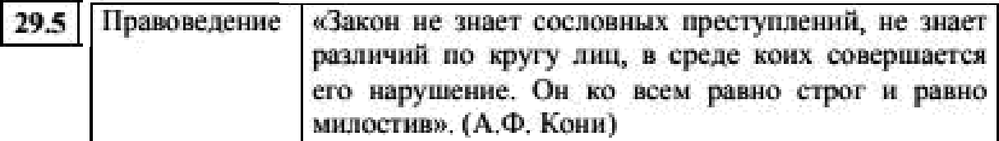 29.5 Правоведение «Закон не знает сословных преступлений, не знает
различий по кругу лиц, в среде коих совершается
его нарушение. Он ко всем равно строг и равно
милостив». (А.Ф. Кони)